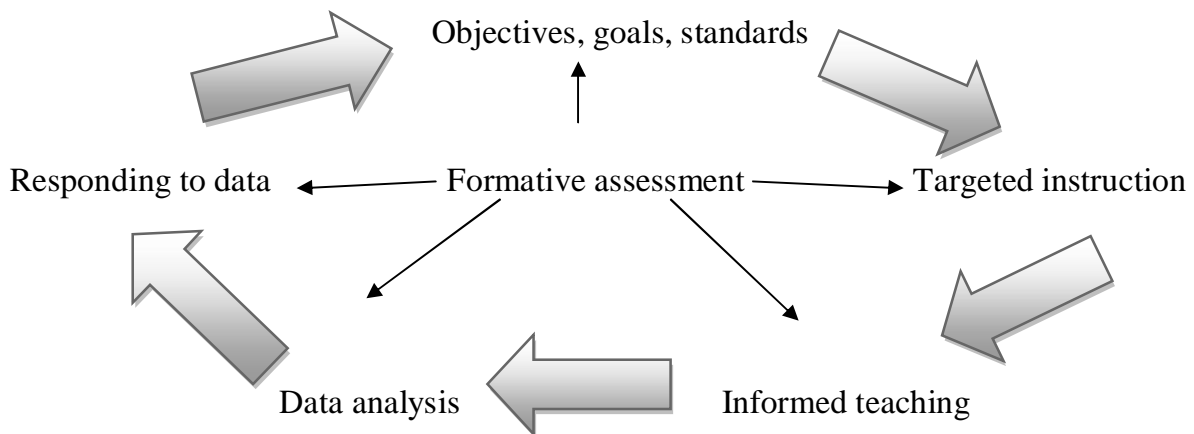 Objectives, goals, standards
Responding to data
Formative assessment
Targeted instruction
Data analysis
Informed teaching